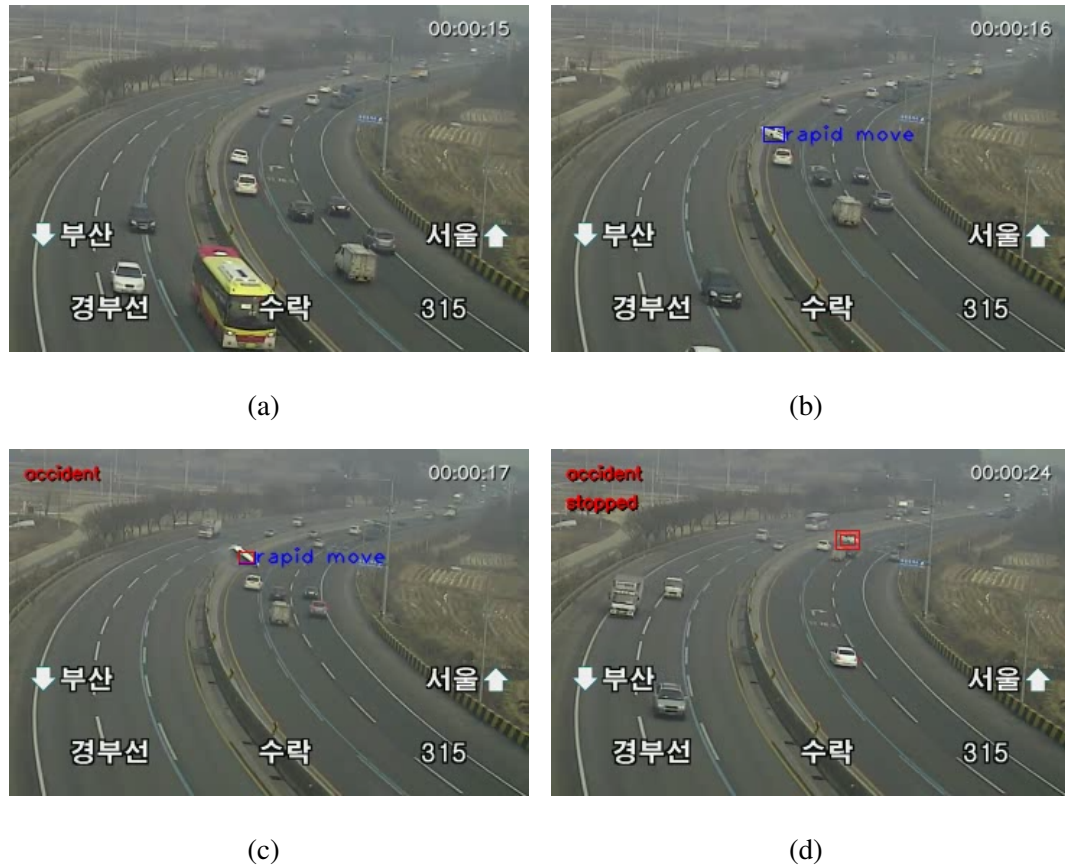 00:00:15
부산
서울
경부선 수락 315
(a)
00:00:16
rapid move
부산
서울
경부선 수락 315
(b)
accident
00:00:17
rapid move
부산
서울
경부선 수락 315
(c)
accident
00:00:24
stopped
부산
서울
경부선 수락 315
(d)